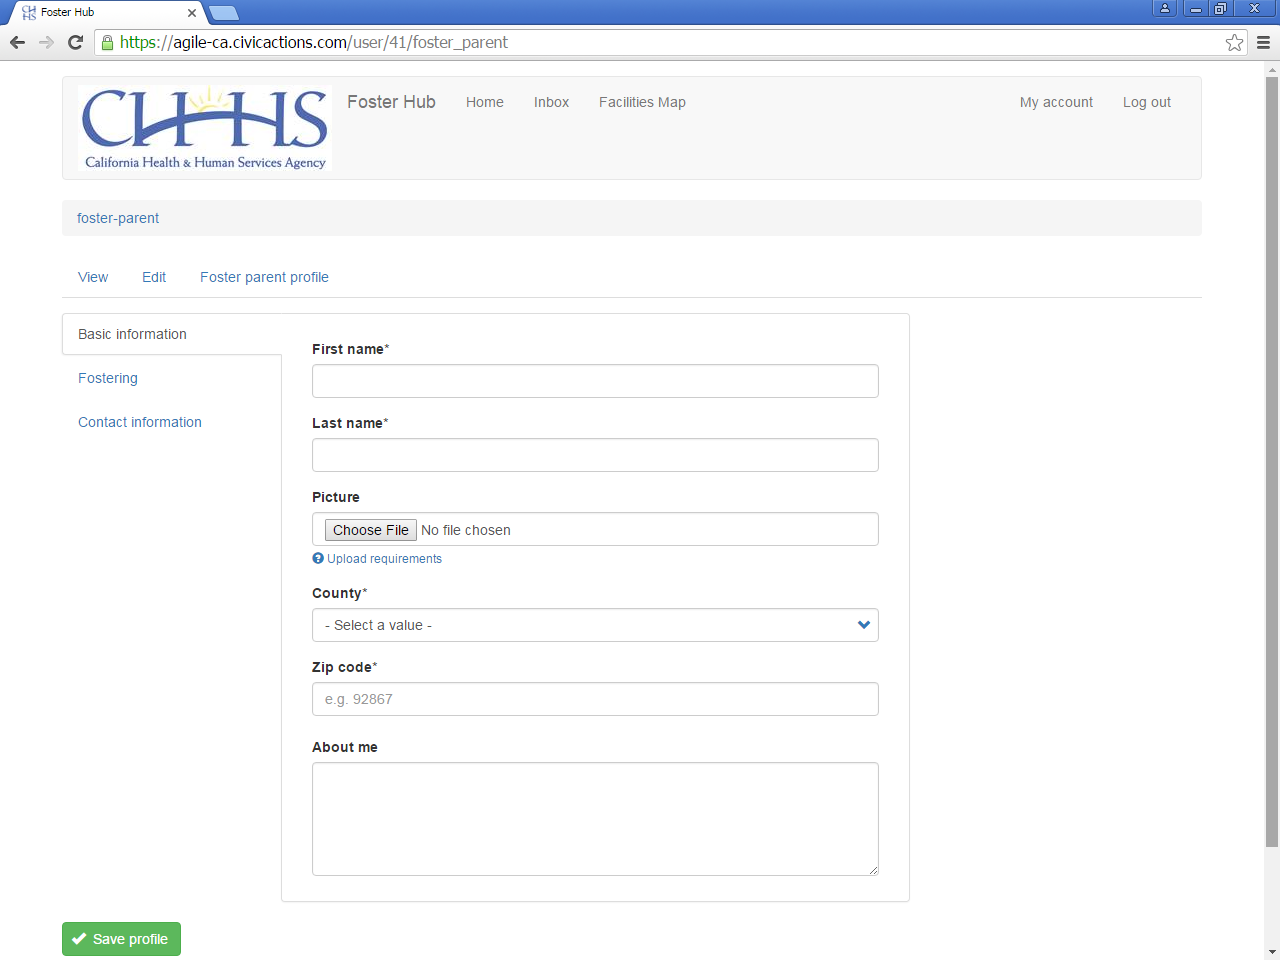 Foster Hub
https://agile-ca.civicactions.com/user/41/foster_parent
CHHS
California Health & Human Services Agency
Foster Hub Home Inbox Facilities Map My account Log out
foster-parent
View Edit Foster parent profile
Basic information
Fostering
Contact information
First name*
Last name*
Picture
Choose File No file chosen
Upload requirements
County*
- Select a value -
Zip code*
e.g. 92867
About me
Save profile